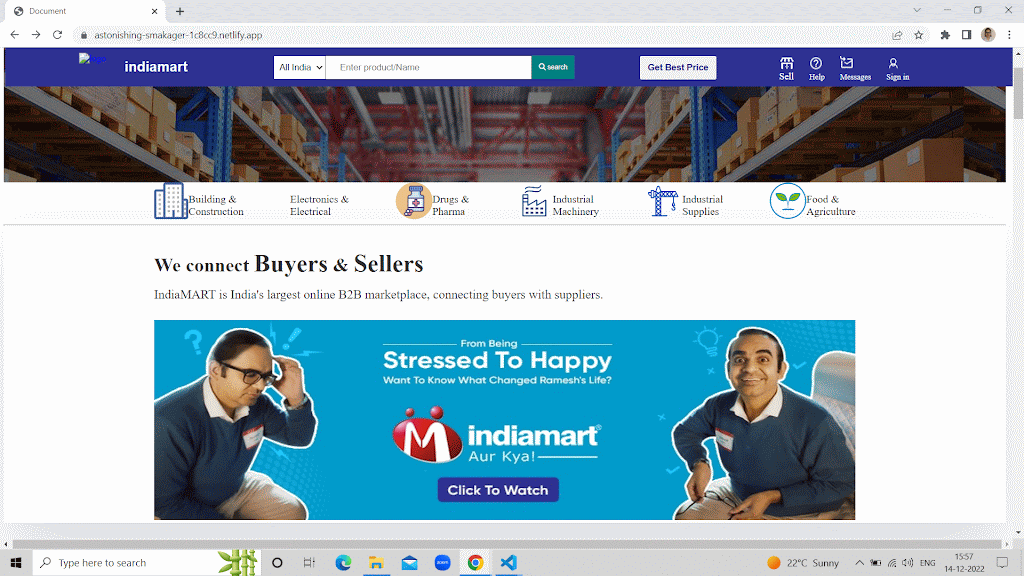 Document
astonishing-smakager-1c8cc9.netlify.app
logo
indiamart
All India
Enter product/Name
search
Get Best Price
Sell
Help
Messages
Sign in
Building &
Construction
Electronics &
Electrical
Drugs &
Pharma
Industrial
Machinery
Industrial
Supplies
Food &
Agriculture
We connect Buyers & Sellers
IndiaMART is India's largest online B2B marketplace, connecting buyers with suppliers.
From Being
Stressed To Happy
Want To Know What Changed Ramesh's Life?
indiamart®
Aur Kya!
Click To Watch
Type here to search
22°C Sunny
ENG
15:57
14-12-2022